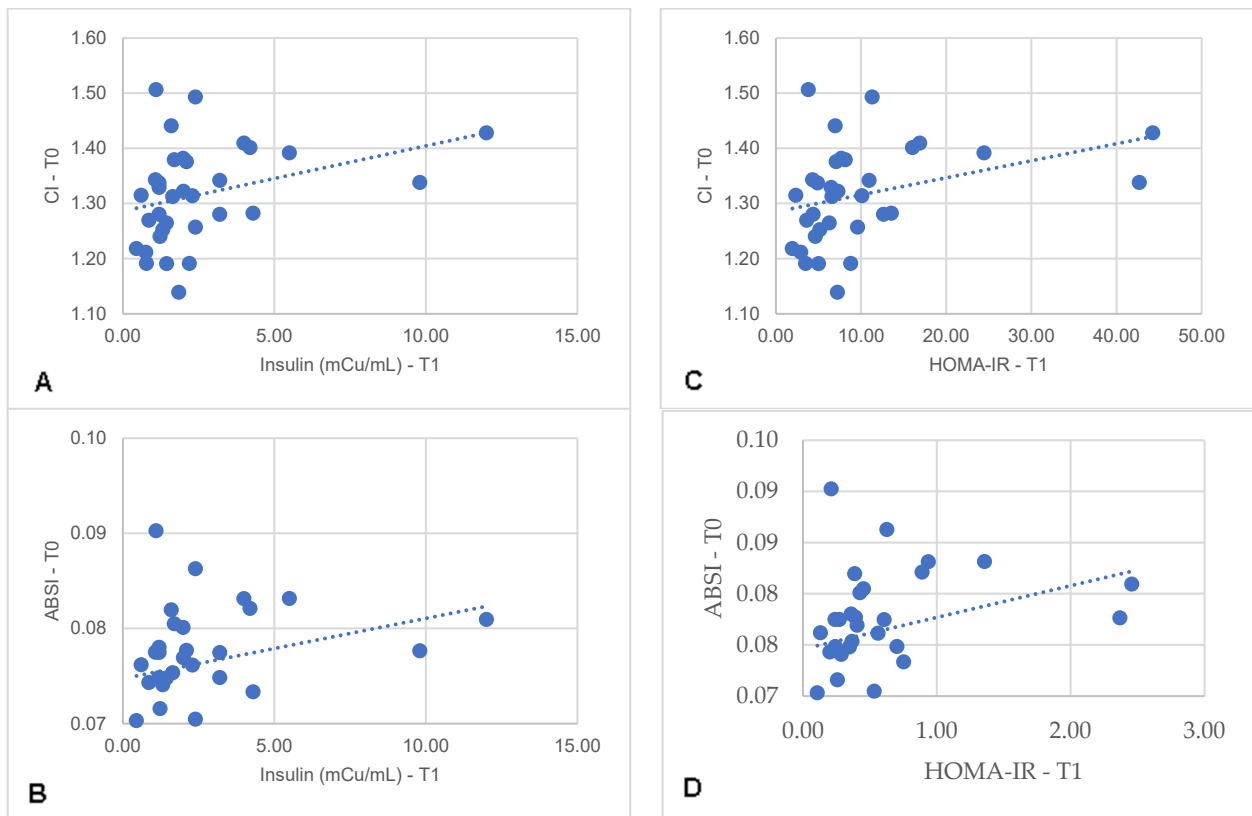 1.60
1.50
1.40
1.30
1.20
1.10
CI - T0
0.00 5.00 10.00 15.00
Insulin (mCu/mL) - T1
A
1.60
1.50
1.40
1.30
1.20
1.10
CI - T0
0.00 10.00 20.00 30.00 40.00 50.00
HOMA-IR - T1
C
0.10
0.09
0.08
0.07
ABSI - T0
0.00 5.00 10.00 15.00
Insulin (mCu/mL) - T1
B
0.10
0.09
0.09
0.08
0.08
0.07
ABSI - T0
0.00 1.00 2.00 3.00
HOMA-IR - T1
D